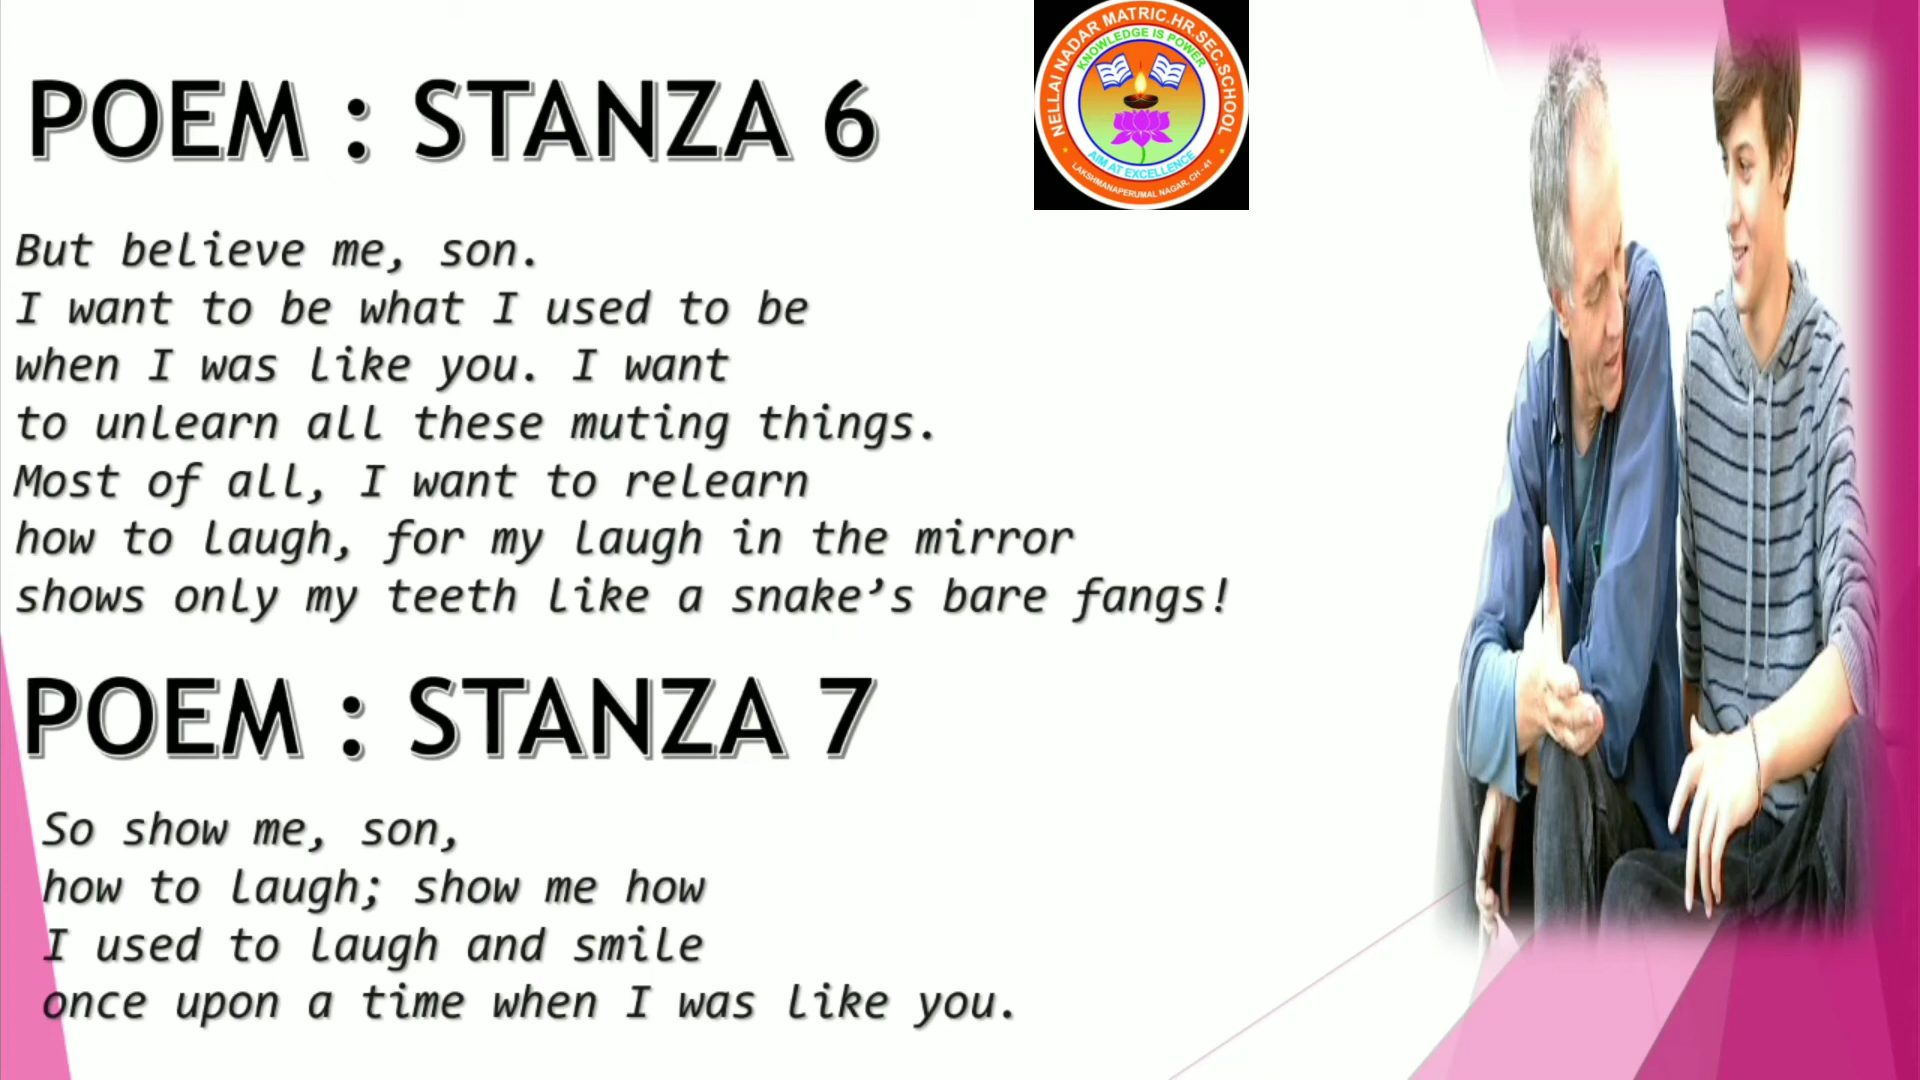 POEM : STANZA 6
NELLAI NADAR MATRIC.HR.SEC.SCHOOL
KNOWLEDGE IS POWER
AIM AT EXCELLENCE
LAKSHMANAPERUMAL NAGAR, CH - 41
But believe me, son.
I want to be what I used to be
when I was like you. I want
to unlearn all these muting things.
Most of all, I want to relearn
how to laugh, for my laugh in the mirror
shows only my teeth like a snake’s bare fangs!
POEM : STANZA 7
So show me, son,
how to laugh; show me how
I used to laugh and smile
once upon a time when I was like you.